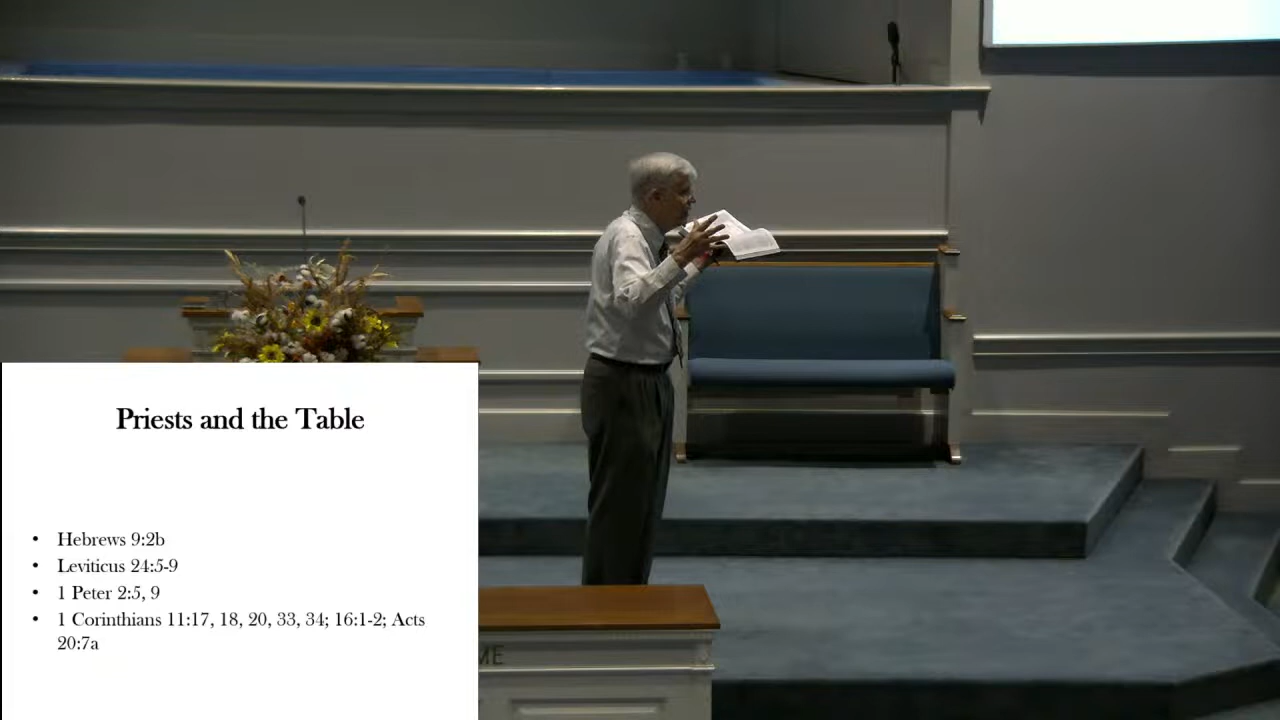 Priests and the Table
• Hebrews 9:2b
• Leviticus 24:5-9
• 1 Peter 2:5, 9
• 1 Corinthians 11:17, 18, 20, 33, 34; 16:1-2; Acts
20:7a
ME